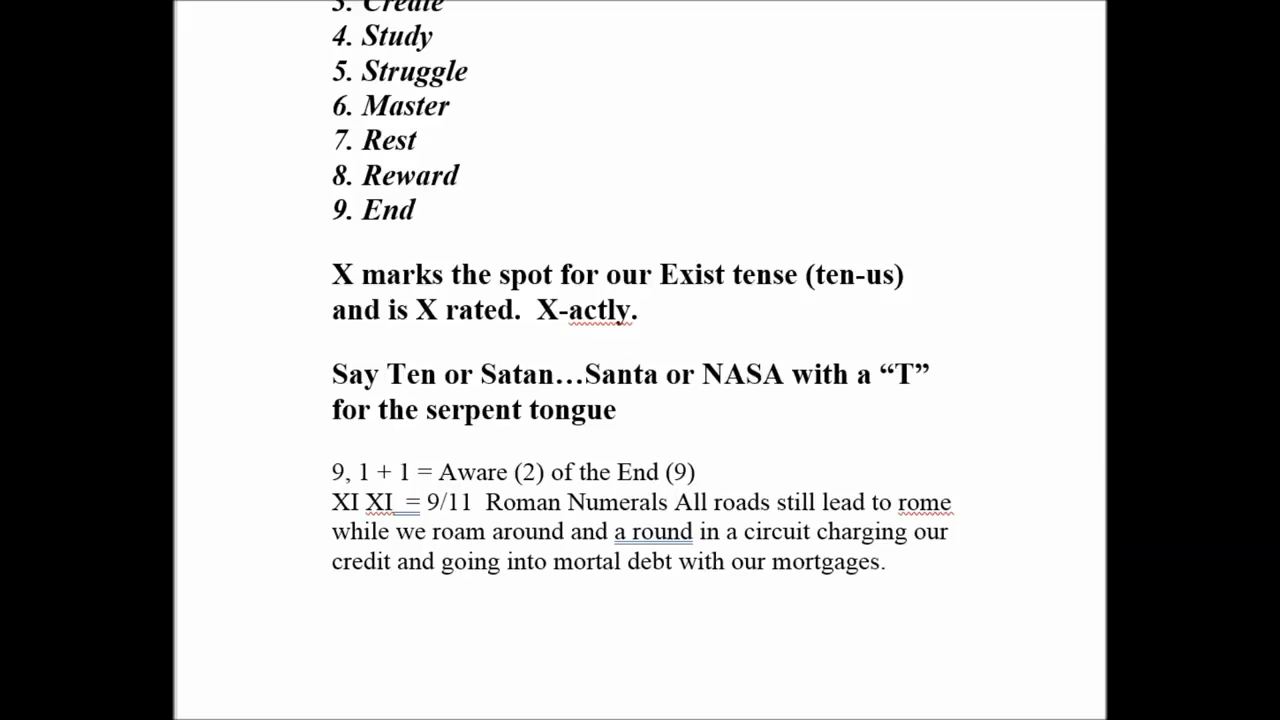 3. Create
4. Study
5. Struggle
6. Master
7. Rest
8. Reward
9. End
X marks the spot for our Exist tense (ten-us)
and is X rated.  X-actly.
Say Ten or Satan…Santa or NASA with a “T”
for the serpent tongue
9, 1 + 1 = Aware (2) of the End (9)
XI XI  = 9/11  Roman Numerals All roads still lead to rome
while we roam around and a round in a circuit charging our
credit and going into mortal debt with our mortgages.